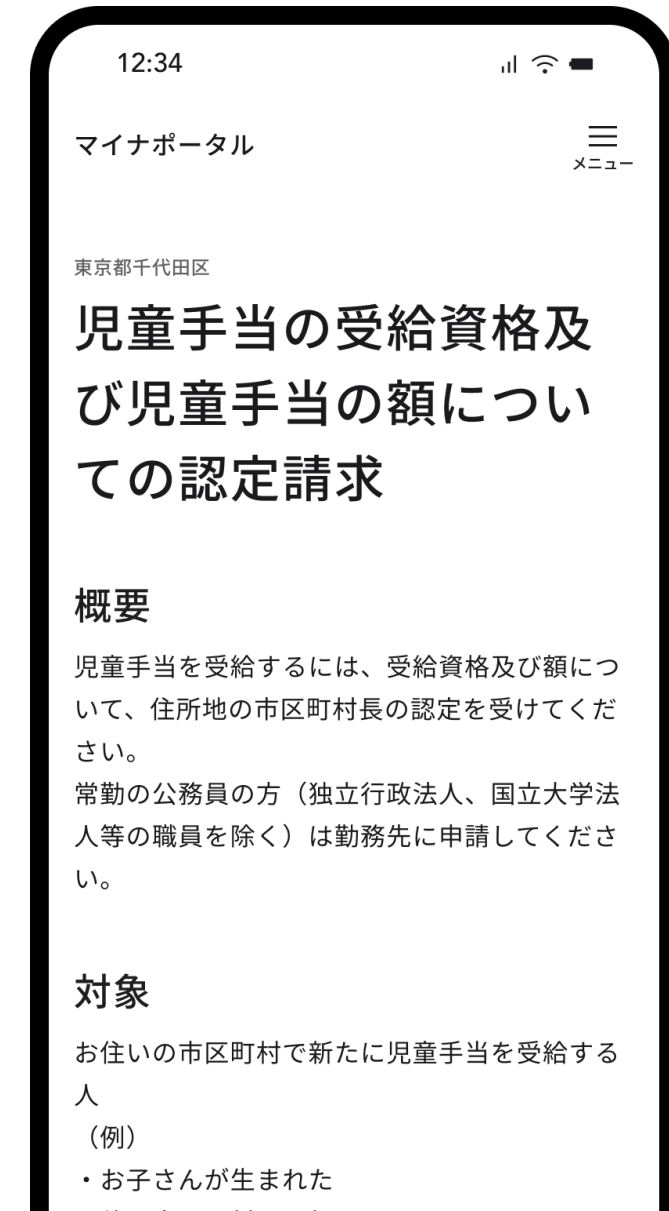 12:34
マイナポータル
メニュー
東京都千代田区
児童手当の受給資格及
び児童手当の額につい
ての認定請求
概要
児童手当を受給するには、受給資格及び額につ
いて、住所地の市区町村長の認定を受けてくだ
さい。
常勤の公務員の方（独立行政法人、国立大学法
人等の職員を除く）は勤務先に申請してくださ
い。
対象
お住いの市区町村で新たに児童手当を受給する
人
（例）
・お子さんが生まれた